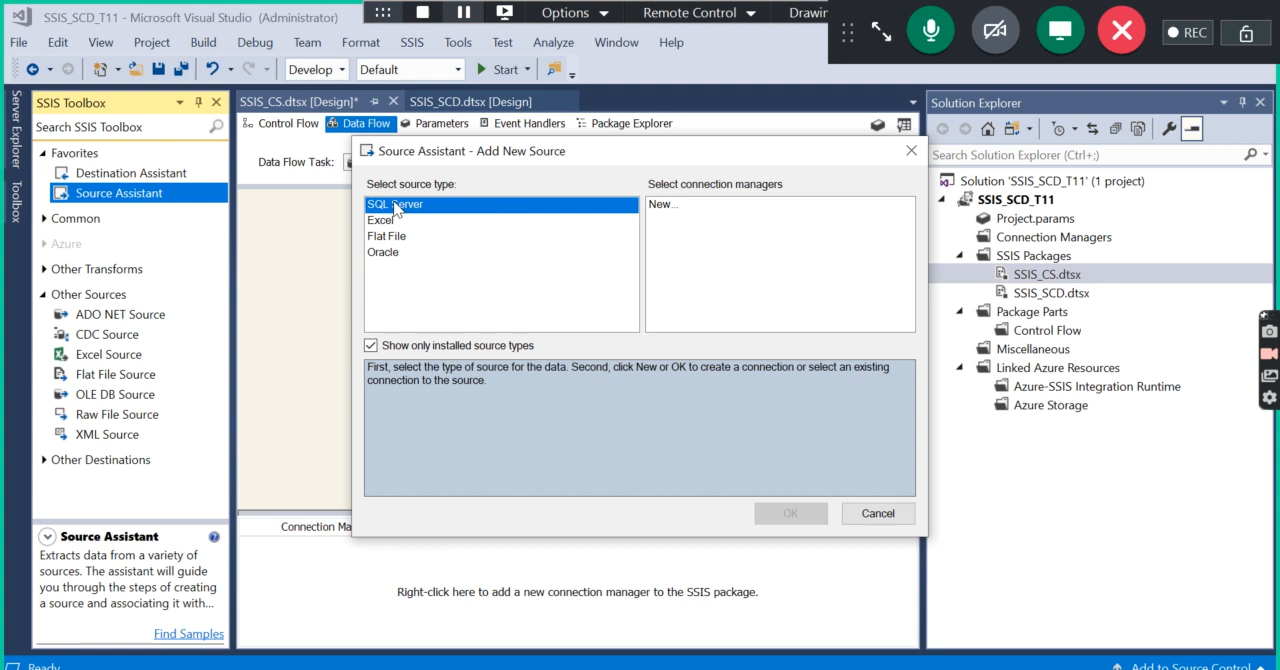 SSIS_SCD_T11 - Microsoft Visual Studio (Administrator)
Options
Remote Control
Drawin
REC
File Edit View Project Build Debug Team Format SSIS Tools Test Analyze Window Help
Develop Default Start
Server Explorer
Toolbox
SSIS Toolbox
Search SSIS Toolbox
Favorites
Destination Assistant
Source Assistant
Common
Azure
Other Transforms
Other Sources
ADO NET Source
CDC Source
Excel Source
Flat File Source
OLE DB Source
Raw File Source
XML Source
Other Destinations
Source Assistant
Extracts data from a variety of
sources. The assistant will guide
you through the steps of creating
a source and associating it with...
Find Samples
SSIS_CS.dtsx [Design]* SSIS_SCD.dtsx [Design]
Control Flow Data Flow Parameters Event Handlers Package Explorer
Data Flow Task:
Source Assistant - Add New Source
Select source type:
SQL Server
Excel
Flat File
Oracle
Select connection managers
New...
Show only installed source types
First, select the type of source for the data. Second, click New or OK to create a connection or select an existing
connection to the source.
OK Cancel
Connection Ma
Right-click here to add a new connection manager to the SSIS package.
Solution Explorer
Search Solution Explorer (Ctrl+;)
Solution 'SSIS_SCD_T11' (1 project)
SSIS_SCD_T11
Project.params
Connection Managers
SSIS Packages
SSIS_CS.dtsx
SSIS_SCD.dtsx
Package Parts
Control Flow
Miscellaneous
Linked Azure Resources
Azure-SSIS Integration Runtime
Azure Storage
Ready
Add to Source Control